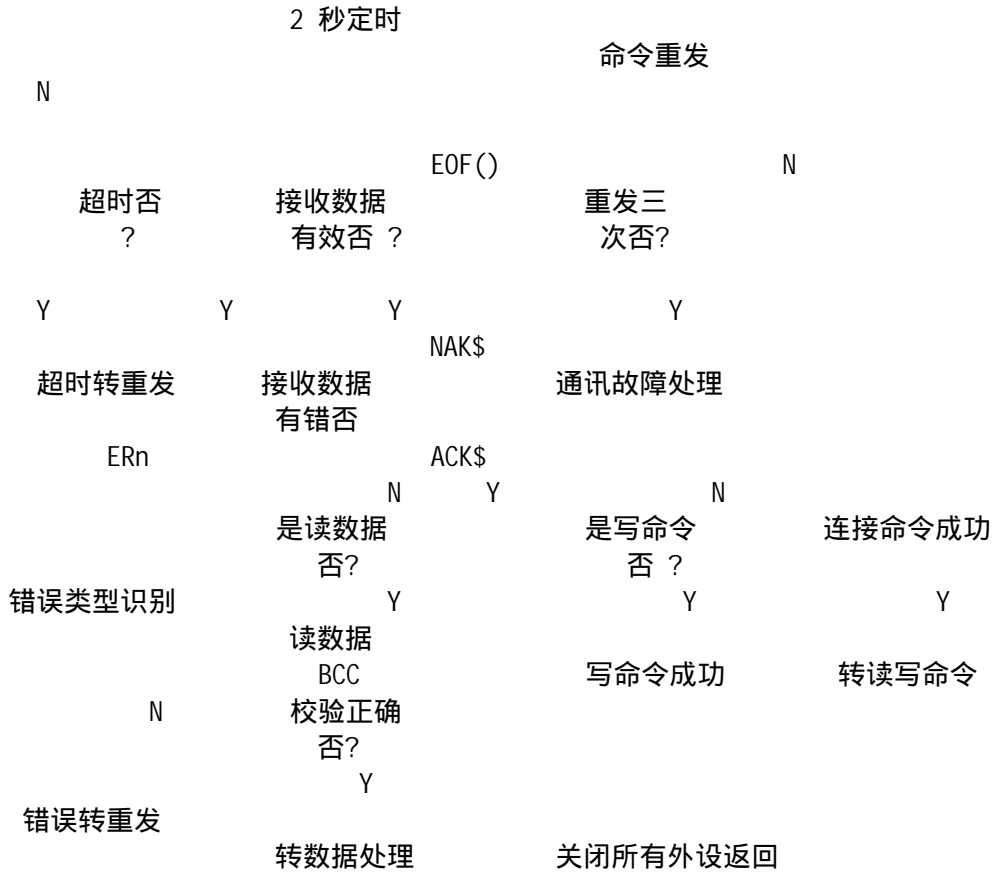 2 秒定时
命令重发
N
EOF() N
超时否 接收数据 重发三
? 有效否 ? 次否?
Y Y Y Y
NAK$
超时转重发 接收数据 通讯故障处理
有错否
ERn ACK$
N Y N
是读数据 是写命令 连接命令成功
否? 否 ?
错误类型识别 Y Y Y
读数据
BCC 写命令成功 转读写命令
N 校验正确
否?
Y
错误转重发
转数据处理 关闭所有外设返回